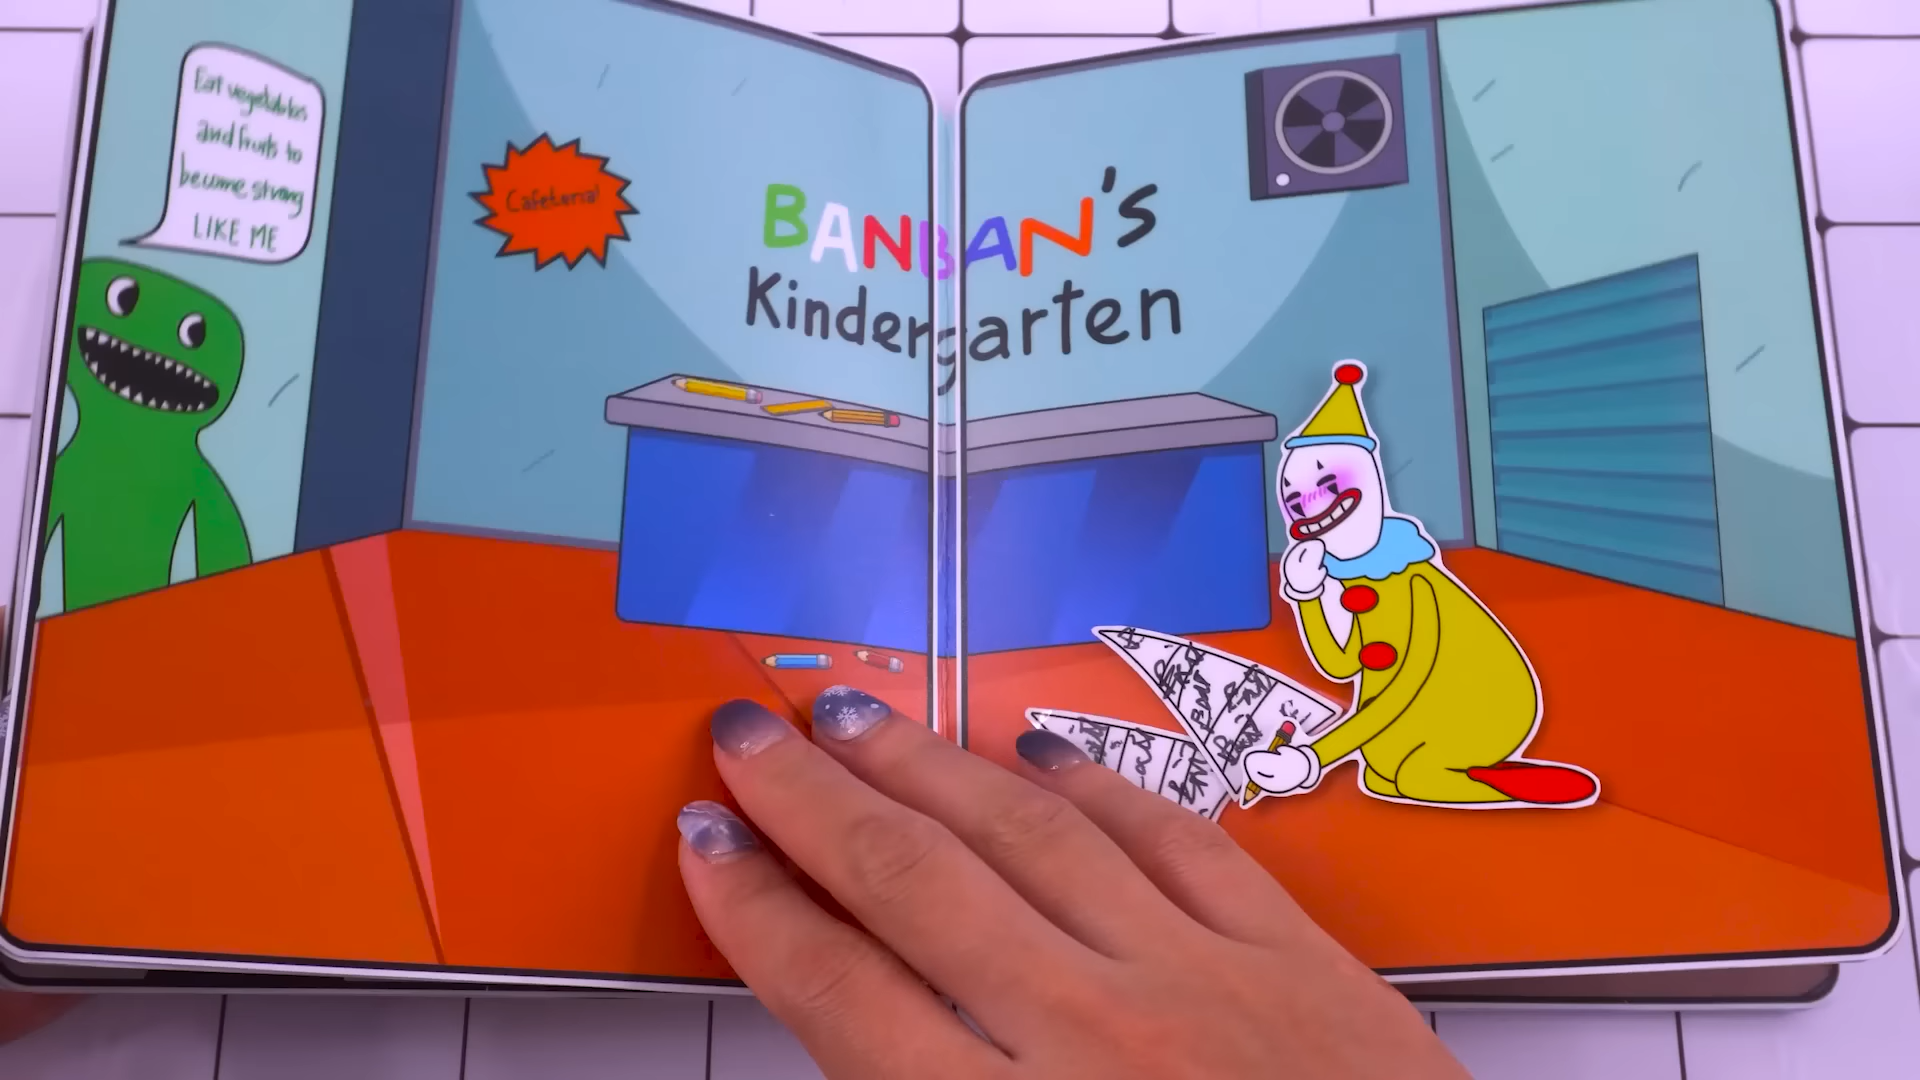 Eat vegetables
and fruits to
become strong
LIKE ME
Cafeteria!
BANBAN's
Kindergarten